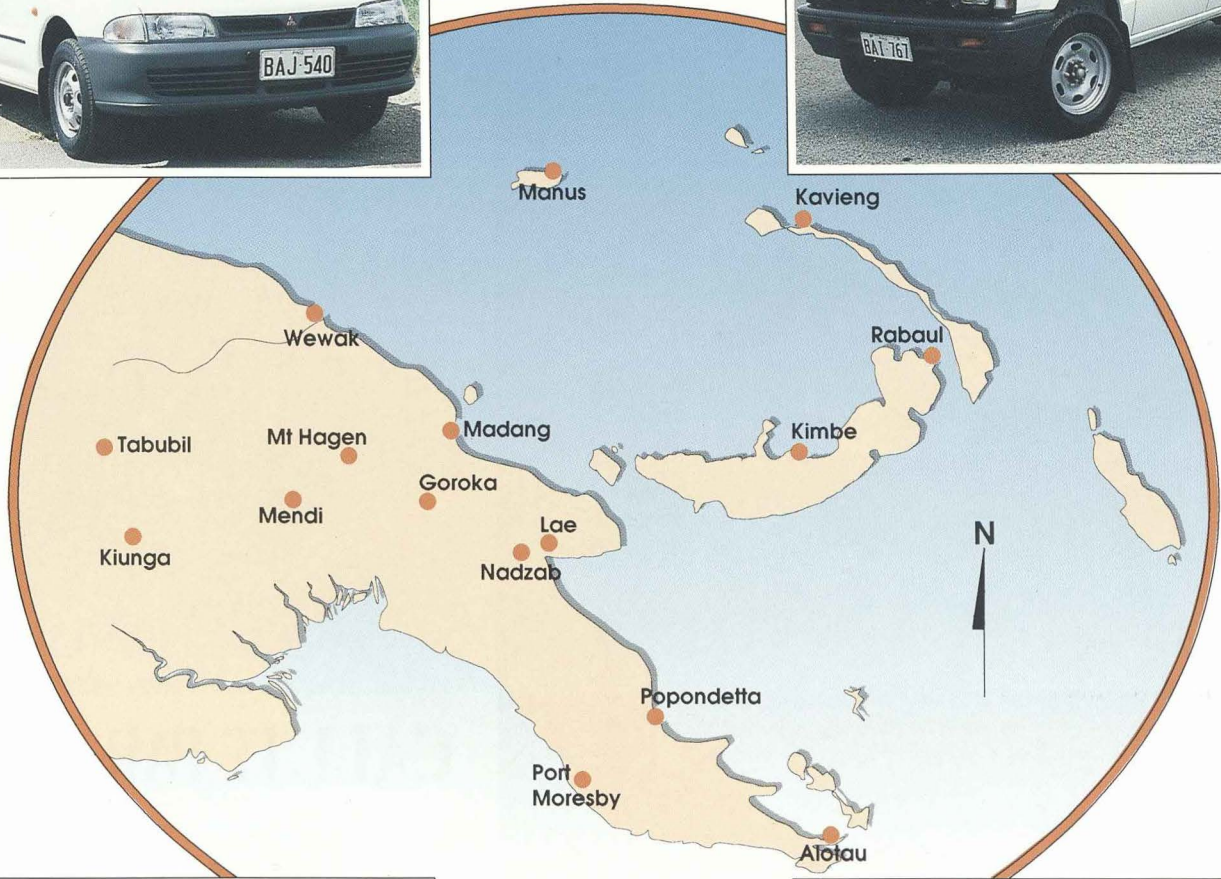 BAJ·540
BAI·767
Manus
Kavieng
Wewak
Rabaul
Tabubil
Mt Hagen
Madang
Kimbe
Goroka
Mendi
Lae
N
Kiunga
Nadzab
Popondetta
Port
Moresby
Alotau